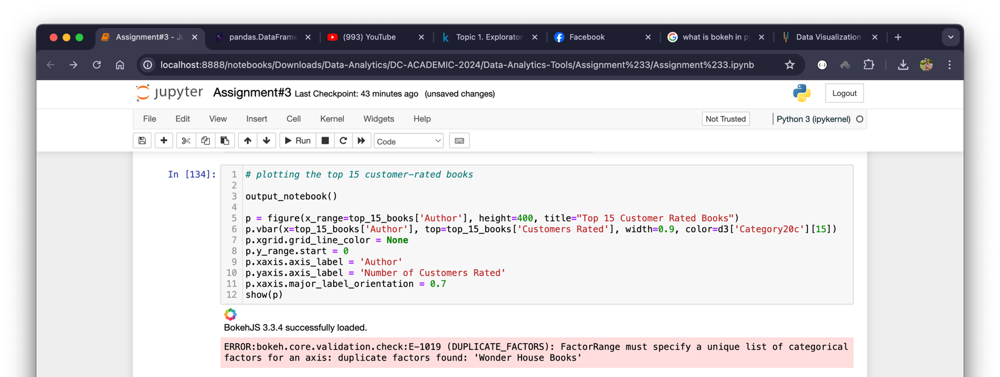 Assignment#3 - Ju
pandas.DataFrame
(993) YouTube
Topic 1. Explorator
Facebook
what is bokeh in py
Data Visualization
localhost:8888/notebooks/Downloads/Data-Analytics/DC-ACADEMIC-2024/Data-Analytics-Tools/Assignment%233/Assignment%233.ipynb
jupyter Assignment#3 Last Checkpoint: 43 minutes ago (unsaved changes)
Logout
File Edit View Insert Cell Kernel Widgets Help
Not Trusted
Python 3 (ipykernel)
Run
Code
In [134]:
1 # plotting the top 15 customer-rated books
2
3 output_notebook()
4
5 p = figure(x_range=top_15_books['Author'], height=400, title="Top 15 Customer Rated Books")
6 p.vbar(x=top_15_books['Author'], top=top_15_books['Customers Rated'], width=0.9, color=d3['Category20c'][15])
7 p.xgrid.grid_line_color = None
8 p.y_range.start = 0
9 p.xaxis.axis_label = 'Author'
10 p.yaxis.axis_label = 'Number of Customers Rated'
11 p.xaxis.major_label_orientation = 0.7
12 show(p)
BokehJS 3.3.4 successfully loaded.
ERROR:bokeh.core.validation.check:E-1019 (DUPLICATE_FACTORS): FactorRange must specify a unique list of categorical
factors for an axis: duplicate factors found: 'Wonder House Books'